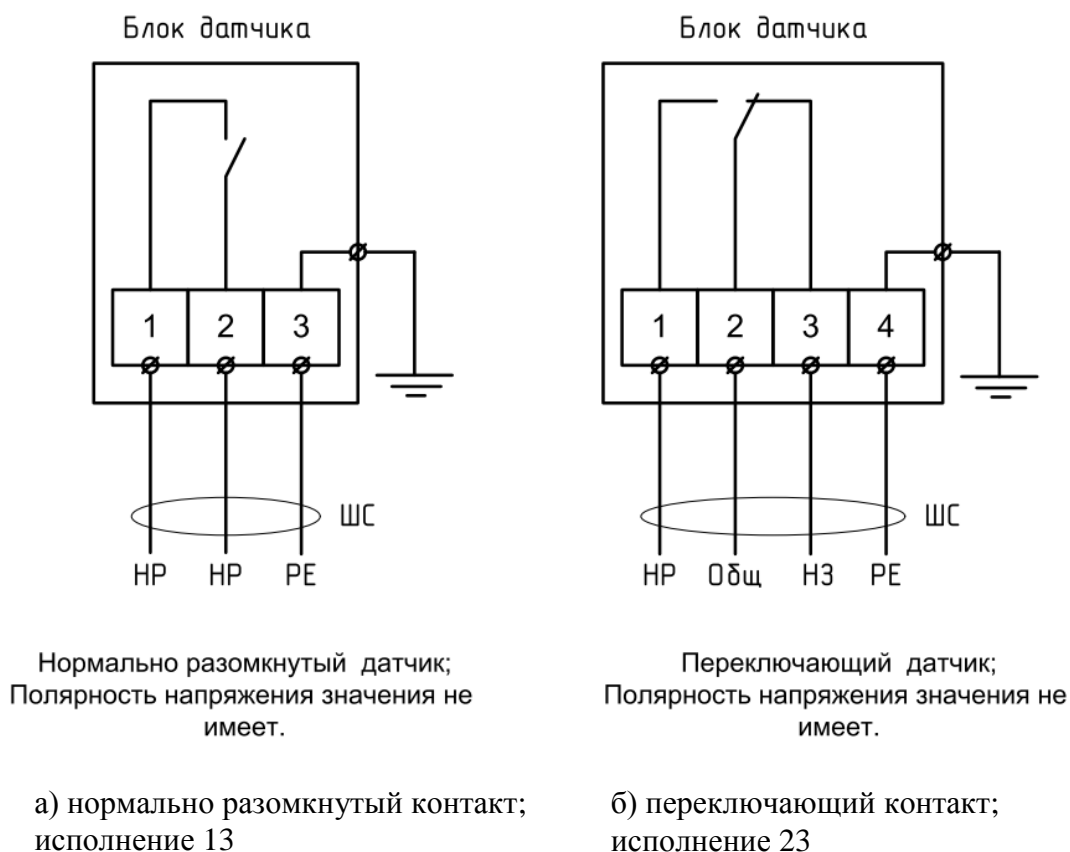 Блок датчика
1 2 3
ШС
НР НР PE
Нормально разомкнутый датчик;
Полярность напряжения значения не
имеет.
а) нормально разомкнутый контакт;
исполнение 13
Блок датчика
1 2 3 4
ШС
НР Общ НЗ PE
Переключающий датчик;
Полярность напряжения значения не
имеет.
б) переключающий контакт;
исполнение 23